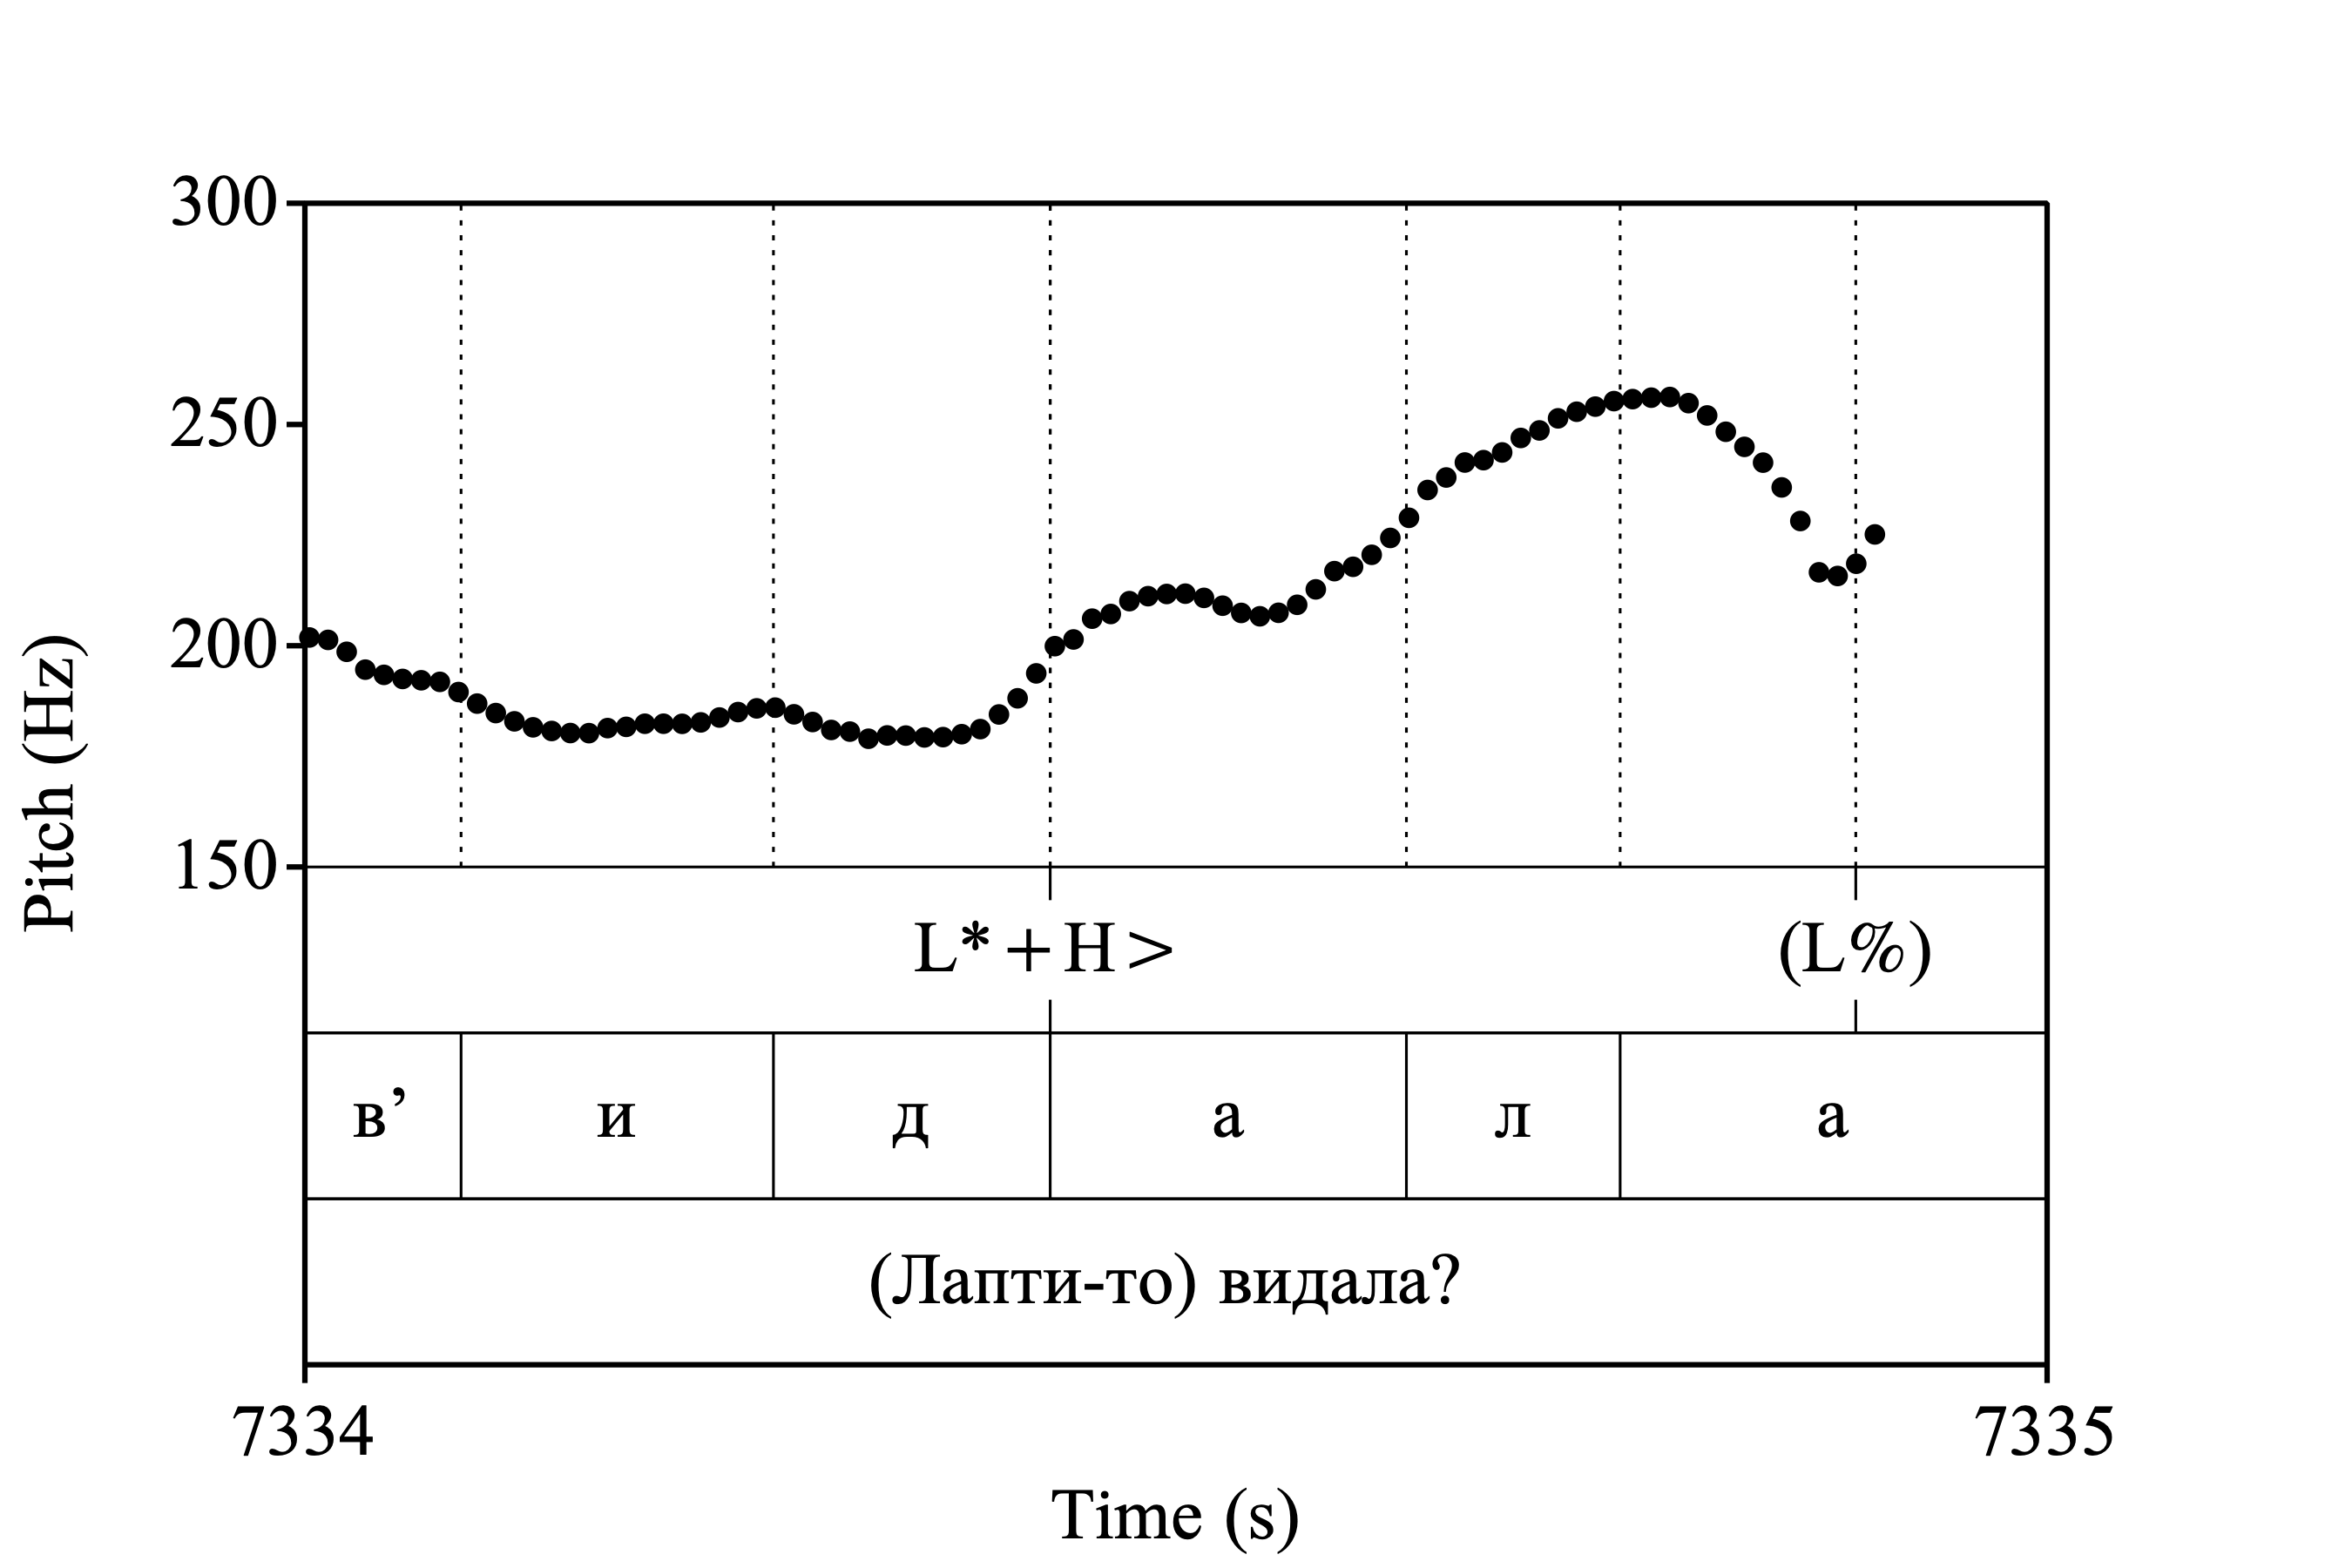 300
250
200
150
Pitch (Hz)
L*+H> (L%)
в’ и д а л а
(Лапти-то) видала?
7334 7335
Time (s)